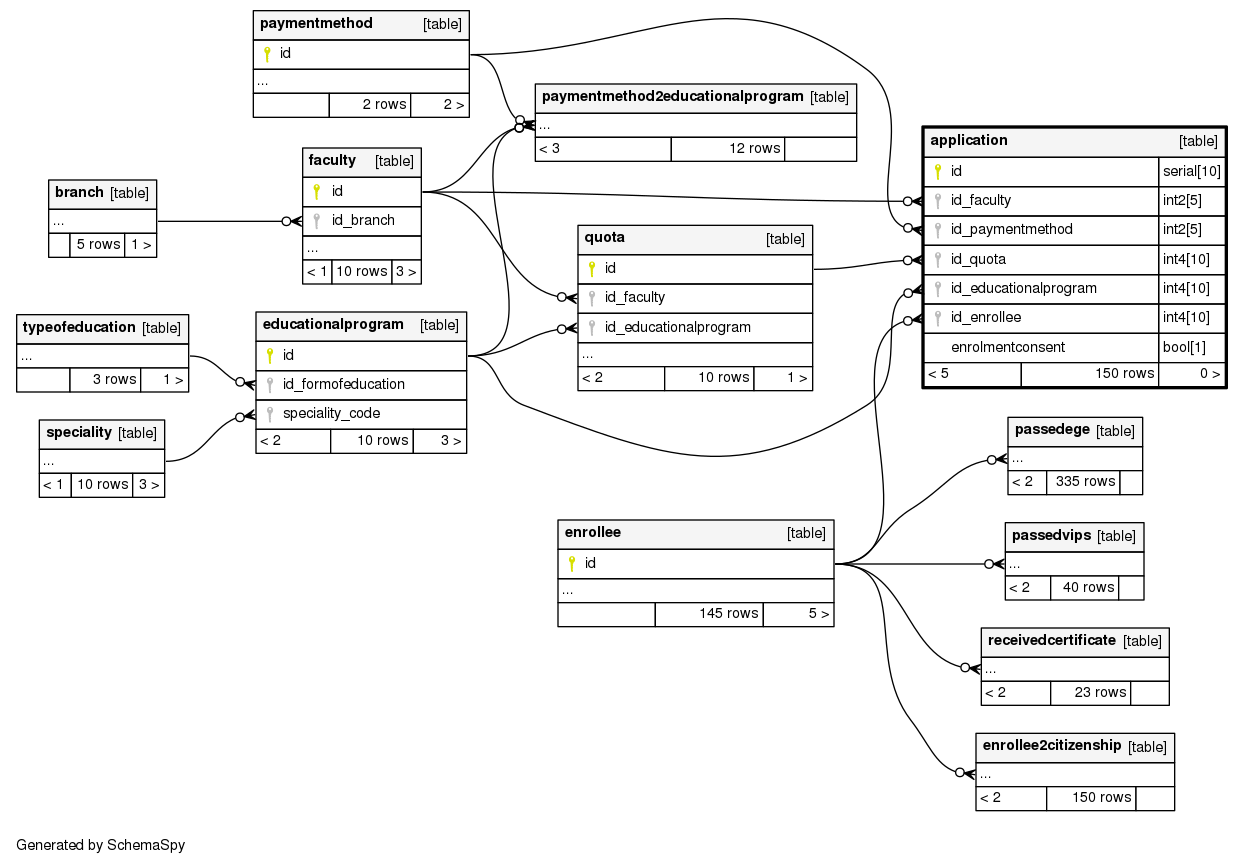 paymentmethod [table]
id
...
2 rows 2 >
paymentmethod2educationalprogram [table]
...
< 3 12 rows
application [table]
id serial[10]
id_faculty int2[5]
id_paymentmethod int2[5]
id_quota int4[10]
id_educationalprogram int4[10]
id_enrollee int4[10]
enrolmentconsent bool[1]
< 5 150 rows 0 >
faculty [table]
id
id_branch
...
< 1 10 rows 3 >
branch [table]
...
5 rows 1 >
quota [table]
id
id_faculty
id_educationalprogram
...
< 2 10 rows 1 >
typeofeducation [table]
...
3 rows 1 >
educationalprogram [table]
id
id_formofeducation
speciality_code
< 2 10 rows 3 >
speciality [table]
...
< 1 10 rows 3 >
passedege [table]
...
< 2 335 rows
enrollee [table]
id
...
145 rows 5 >
passedvips [table]
...
< 2 40 rows
receivedcertificate [table]
...
< 2 23 rows
enrollee2citizenship [table]
...
< 2 150 rows
Generated by SchemaSpy